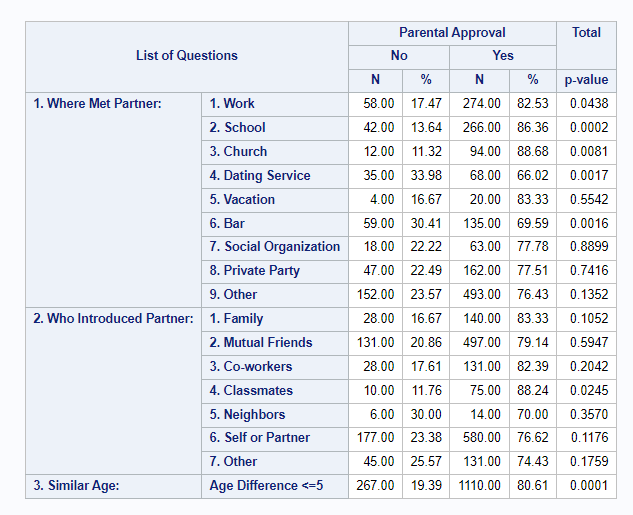 Parental Approval Total
List of Questions No Yes
N % N % p-value
1. Where Met Partner: 1. Work 58.00 17.47 274.00 82.53 0.0438
2. School 42.00 13.64 266.00 86.36 0.0002
3. Church 12.00 11.32 94.00 88.68 0.0081
4. Dating Service 35.00 33.98 68.00 66.02 0.0017
5. Vacation 4.00 16.67 20.00 83.33 0.5542
6. Bar 59.00 30.41 135.00 69.59 0.0016
7. Social Organization 18.00 22.22 63.00 77.78 0.8899
8. Private Party 47.00 22.49 162.00 77.51 0.7416
9. Other 152.00 23.57 493.00 76.43 0.1352
2. Who Introduced Partner: 1. Family 28.00 16.67 140.00 83.33 0.1052
2. Mutual Friends 131.00 20.86 497.00 79.14 0.5947
3. Co-workers 28.00 17.61 131.00 82.39 0.2042
4. Classmates 10.00 11.76 75.00 88.24 0.0245
5. Neighbors 6.00 30.00 14.00 70.00 0.3570
6. Self or Partner 177.00 23.38 580.00 76.62 0.1176
7. Other 45.00 25.57 131.00 74.43 0.1759
3. Similar Age: Age Difference <=5 267.00 19.39 1110.00 80.61 0.0001